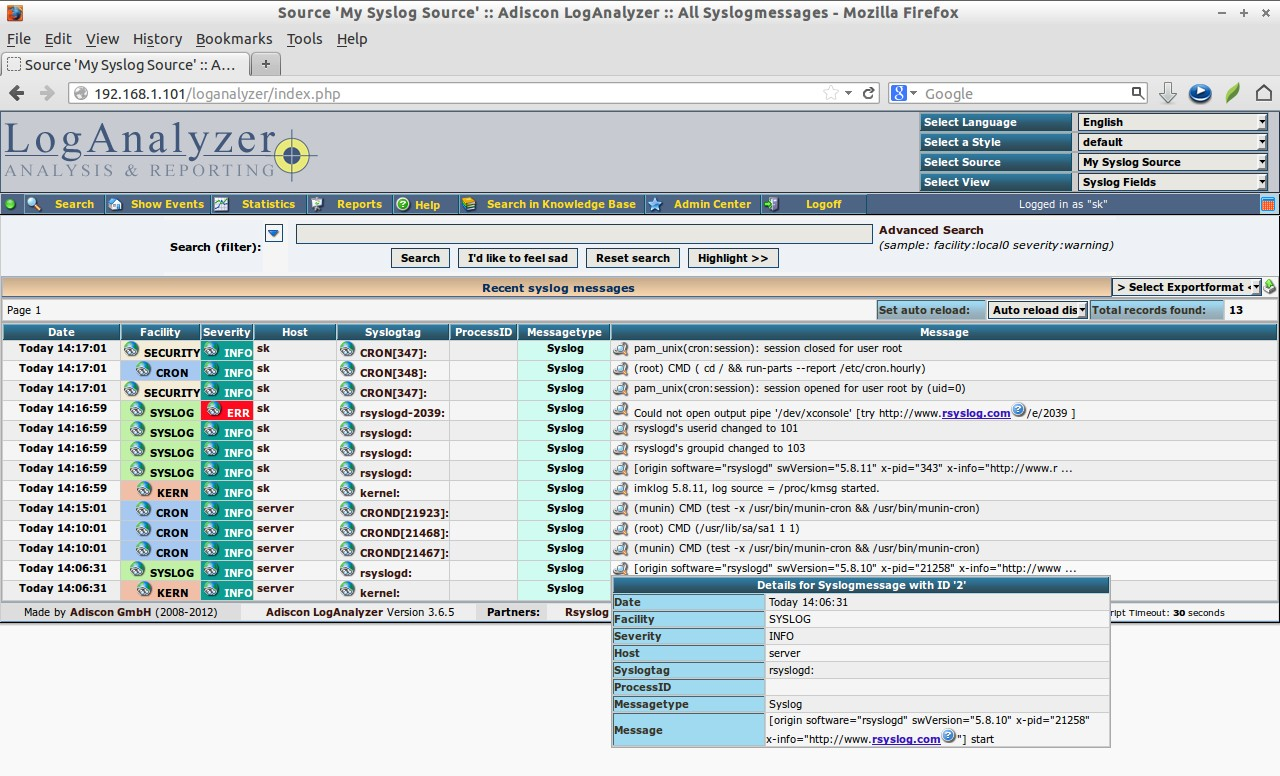 Source 'My Syslog Source' :: Adiscon LogAnalyzer :: All Syslogmessages - Mozilla Firefox
File Edit View History Bookmarks Tools Help
Source 'My Syslog Source' :: A...
192.168.1.101/loganalyzer/index.php
8 Google
LogAnalyzer
ANALYSIS & REPORTING
Select Language English
Select a Style default
Select Source My Syslog Source
Select View Syslog Fields
Search Show Events Statistics Reports Help Search in Knowledge Base Admin Center Logoff Logged in as "sk"
Search (filter):
Advanced Search
(sample: facility:local0 severity:warning)
Search I'd like to feel sad Reset search Highlight >>
Recent syslog messages > Select Exportformat <
Page 1 Set auto reload: Auto reload dis Total records found: 13
Date Facility Severity Host Syslogtag ProcessID Messagetype Message
Today 14:17:01 SECURITY INFO sk CRON[347]: Syslog pam_unix(cron:session): session closed for user root
Today 14:17:01 CRON INFO sk CRON[348]: Syslog (root) CMD ( cd / && run-parts --report /etc/cron.hourly)
Today 14:17:01 SECURITY INFO sk CRON[347]: Syslog pam_unix(cron:session): session opened for user root by (uid=0)
Today 14:16:59 SYSLOG ERR sk rsyslogd-2039: Syslog Could not open output pipe '/dev/xconsole' [try http://www.rsyslog.com/e/2039 ]
Today 14:16:59 SYSLOG INFO sk rsyslogd: Syslog rsyslogd's userid changed to 101
Today 14:16:59 SYSLOG INFO sk rsyslogd: Syslog rsyslogd's groupid changed to 103
Today 14:16:59 SYSLOG INFO sk rsyslogd: Syslog [origin software="rsyslogd" swVersion="5.8.11" x-pid="343" x-info="http://www.r ...
Today 14:16:59 KERN INFO sk kernel: Syslog imklog 5.8.11, log source = /proc/kmsg started.
Today 14:15:01 CRON INFO server CROND[21923]: Syslog (munin) CMD (test -x /usr/bin/munin-cron && /usr/bin/munin-cron)
Today 14:10:01 CRON INFO server CROND[21468]: Syslog (root) CMD (/usr/lib/sa/sa1 1 1)
Today 14:10:01 CRON INFO server CROND[21467]: Syslog (munin) CMD (test -x /usr/bin/munin-cron && /usr/bin/munin-cron)
Today 14:06:31 SYSLOG INFO server rsyslogd: Syslog [origin software="rsyslogd" swVersion="5.8.10" x-pid="21258" x-info="http://www ...
Today 14:06:31 KERN INFO server kernel: Syslog
Made by Adiscon GmbH (2008-2012) Adiscon LogAnalyzer Version 3.6.5 Partners: Rsyslog ript Timeout: 30 seconds
Details for Syslogmessage with ID '2'
Date Today 14:06:31
Facility SYSLOG
Severity INFO
Host server
Syslogtag rsyslogd:
ProcessID
Messagetype Syslog
Message [origin software="rsyslogd" swVersion="5.8.10" x-pid="21258"
x-info="http://www.rsyslog.com"] start